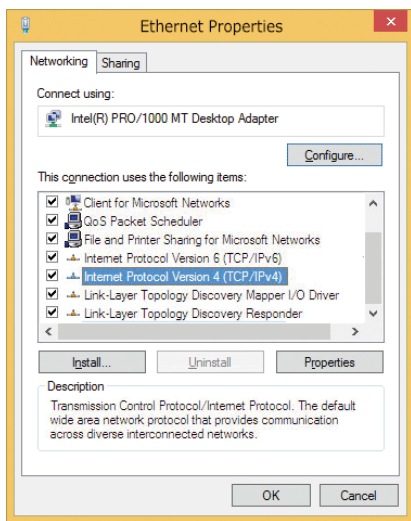 Ethernet Properties
Networking
Sharing
Connect using:
Intel(R) PRO/1000 MT Desktop Adapter
Configure...
This connection uses the following items:
Client for Microsoft Networks
QoS Packet Scheduler
File and Printer Sharing for Microsoft Networks
Internet Protocol Version 6 (TCP/IPv6)
Internet Protocol Version 4 (TCP/IPv4)
Link-Layer Topology Discovery Mapper I/O Driver
Link-Layer Topology Discovery Responder
Install...
Uninstall
Properties
Description
Transmission Control Protocol/Internet Protocol. The default
wide area network protocol that provides communication
across diverse interconnected networks.
OK
Cancel